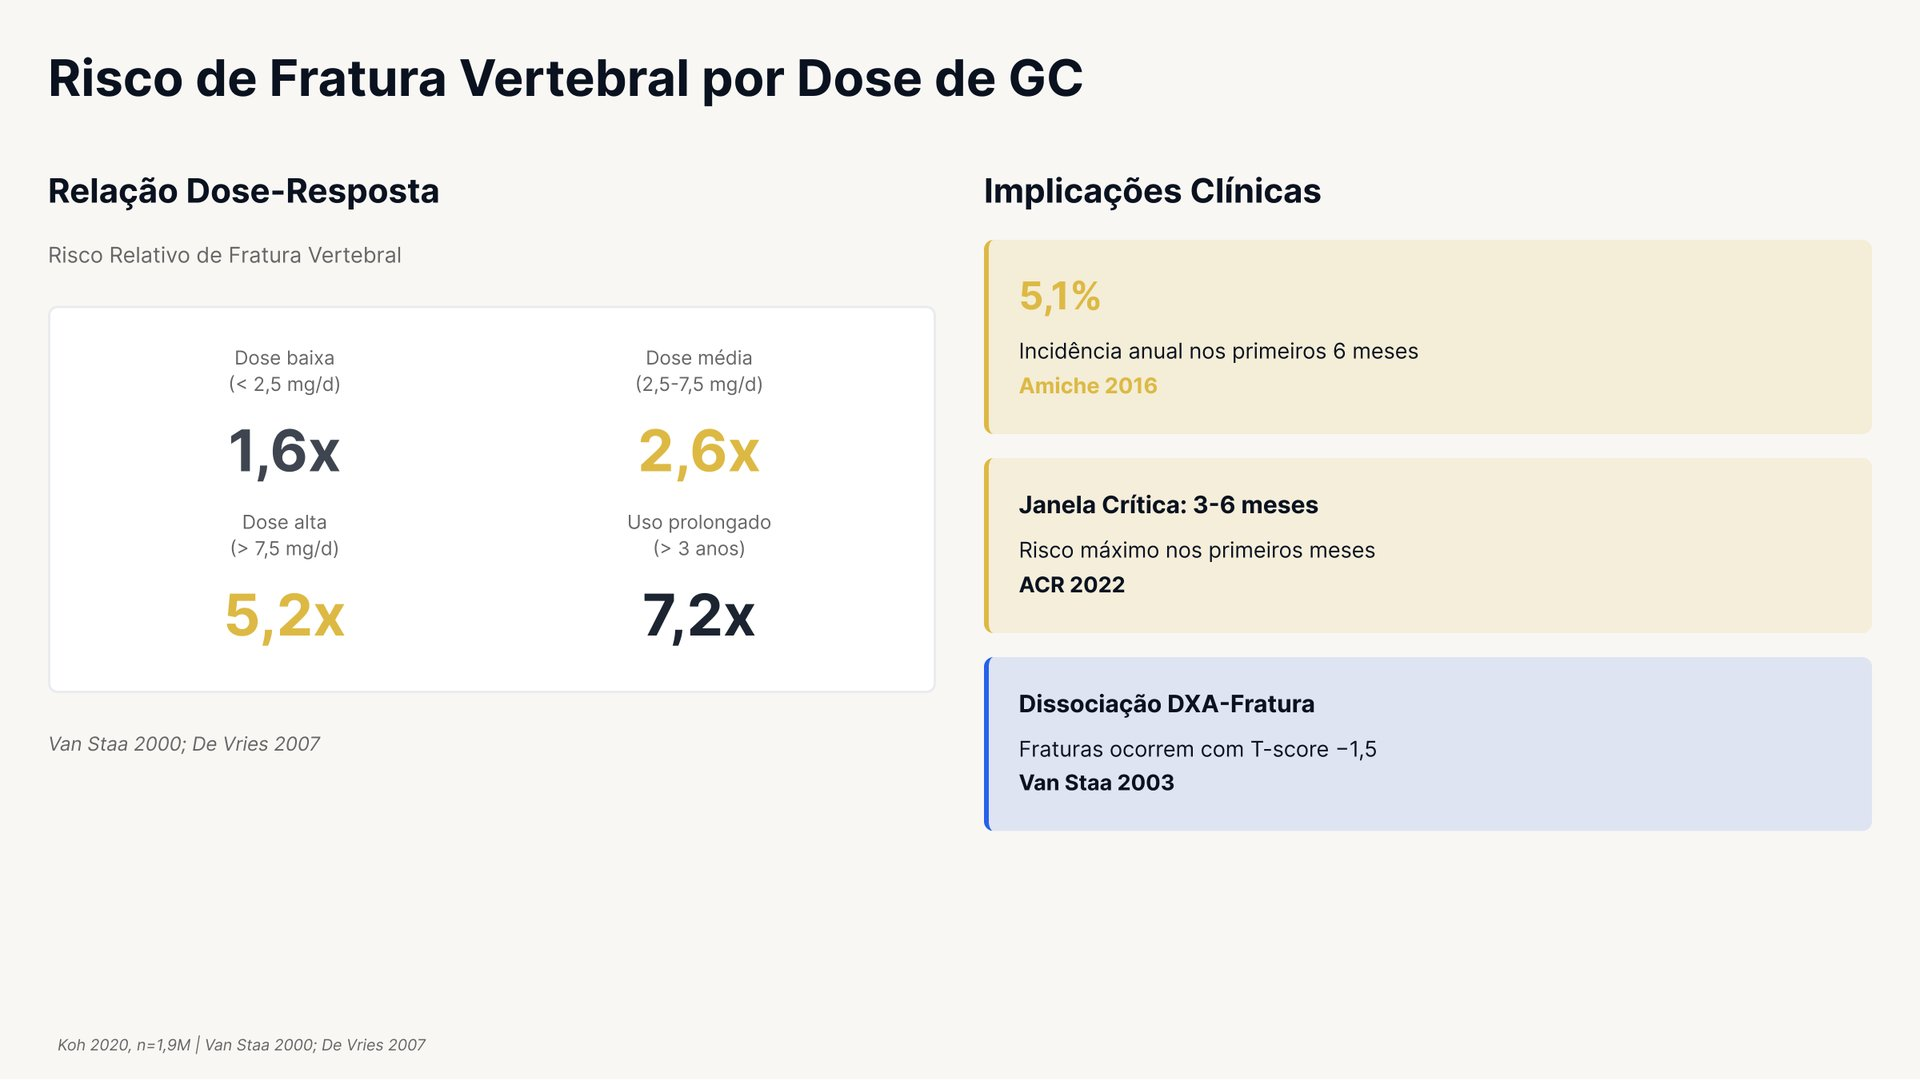 Risco de Fratura Vertebral por Dose de GC
Relação Dose-Resposta
Risco Relativo de Fratura Vertebral
Dose baixa
(< 2,5 mg/d)
1,6x
Dose média
(2,5-7,5 mg/d)
2,6x
Dose alta
(> 7,5 mg/d)
5,2x
Uso prolongado
(> 3 anos)
7,2x
Van Staa 2000; De Vries 2007
Implicações Clínicas
5,1%
Incidência anual nos primeiros 6 meses
Amiche 2016
Janela Crítica: 3-6 meses
Risco máximo nos primeiros meses
ACR 2022
Dissociação DXA-Fratura
Fraturas ocorrem com T-score −1,5
Van Staa 2003
Koh 2020, n=1,9M | Van Staa 2000; De Vries 2007